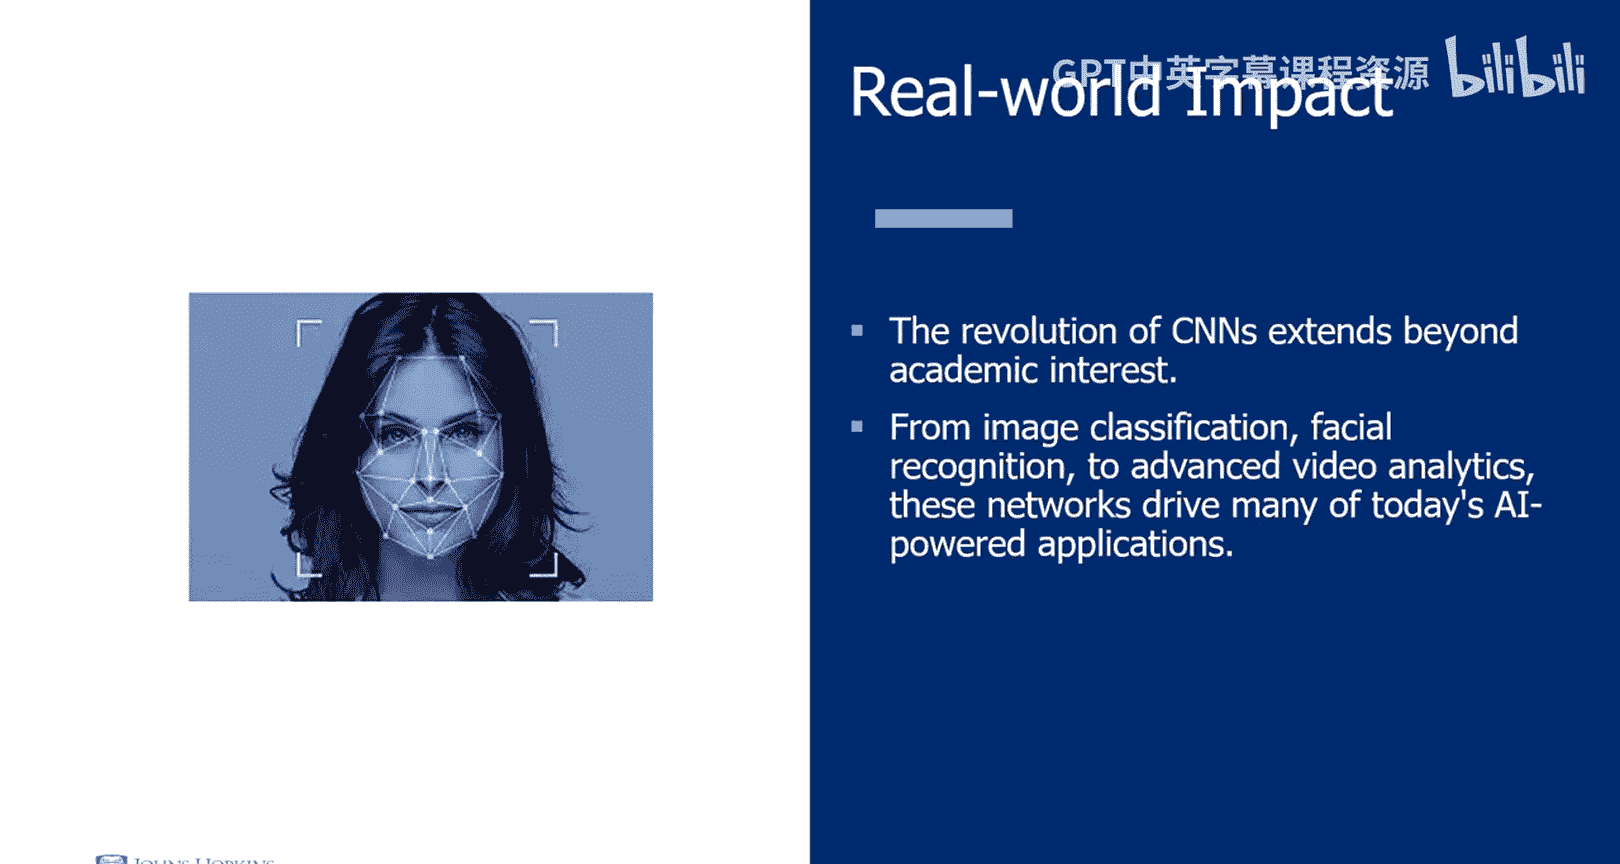 GPT中英字幕课程资源 bilibili
Real-world Impact
The revolution of CNNs extends beyond
academic interest.
From image classification, facial
recognition, to advanced video analytics,
these networks drive many of today's AI-
powered applications.
JOHNS HOPKINS